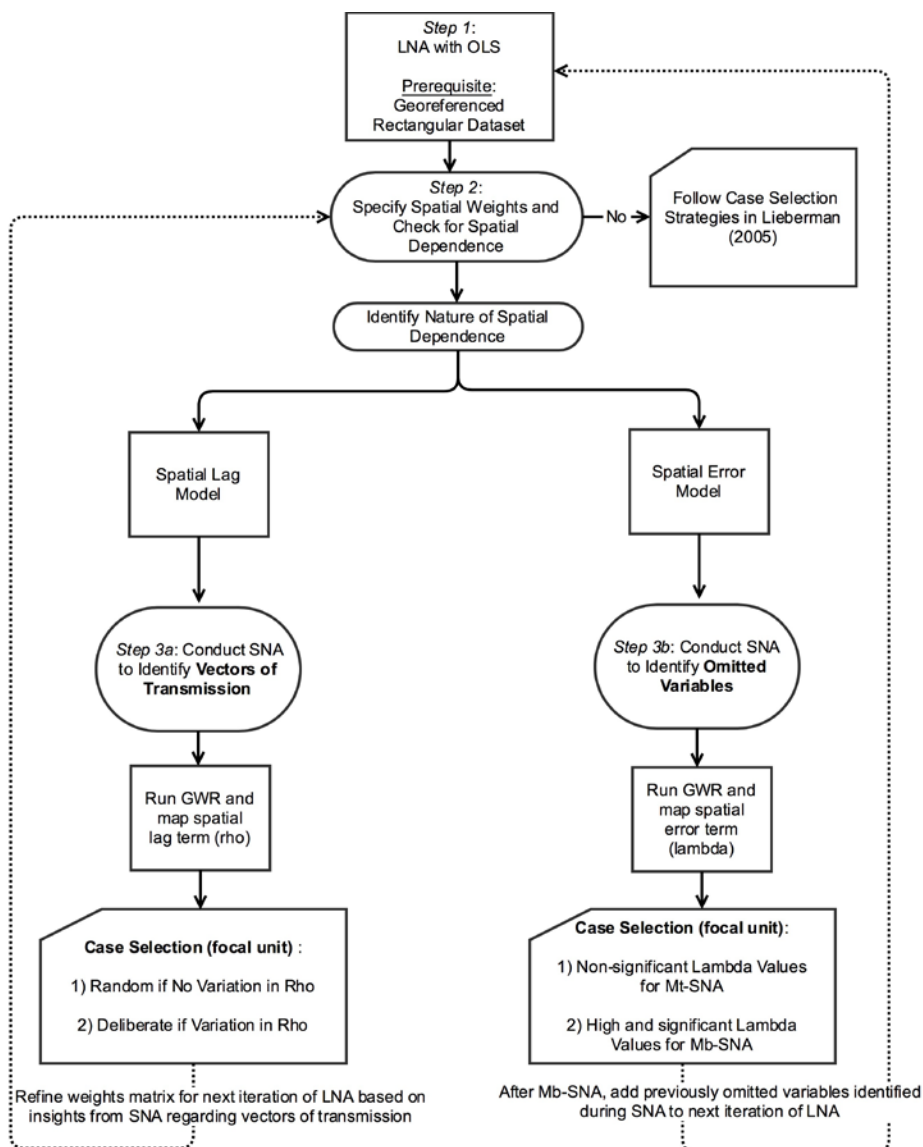 Step 1:
LNA with OLS
Prerequisite:
Georeferenced
Rectangular Dataset
Step 2:
Specify Spatial Weights and
Check for Spatial
Dependence
No
Follow Case Selection
Strategies in Lieberman
(2005)
Identify Nature of Spatial
Dependence
Spatial Lag
Model
Spatial Error
Model
Step 3a: Conduct SNA
to Identify Vectors of
Transmission
Step 3b: Conduct SNA
to Identify Omitted
Variables
Run GWR and
map spatial
lag term (rho)
Run GWR and
map spatial
error term
(lambda)
Case Selection (focal unit) :
1) Random if No Variation in Rho
2) Deliberate if Variation in Rho
Case Selection (focal unit):
1) Non-significant Lambda Values
for Mt-SNA
2) High and significant Lambda
Values for Mb-SNA
Refine weights matrix for next iteration of LNA based on
insights from SNA regarding vectors of transmission
After Mb-SNA, add previously omitted variables identified
during SNA to next iteration of LNA